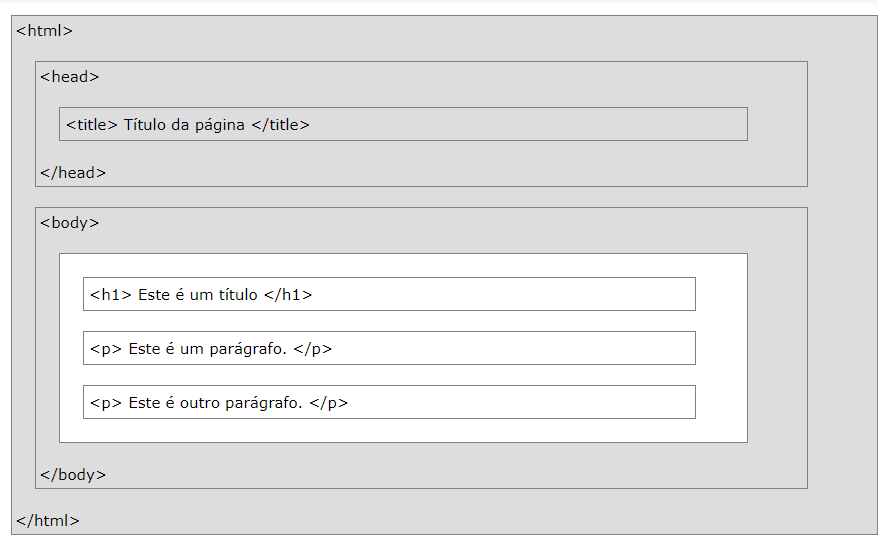 <html>
<head>
<title> Título da página </title>
</head>
<body>
<h1> Este é um título </h1>
<p> Este é um parágrafo. </p>
<p> Este é outro parágrafo. </p>
</body>
</html>